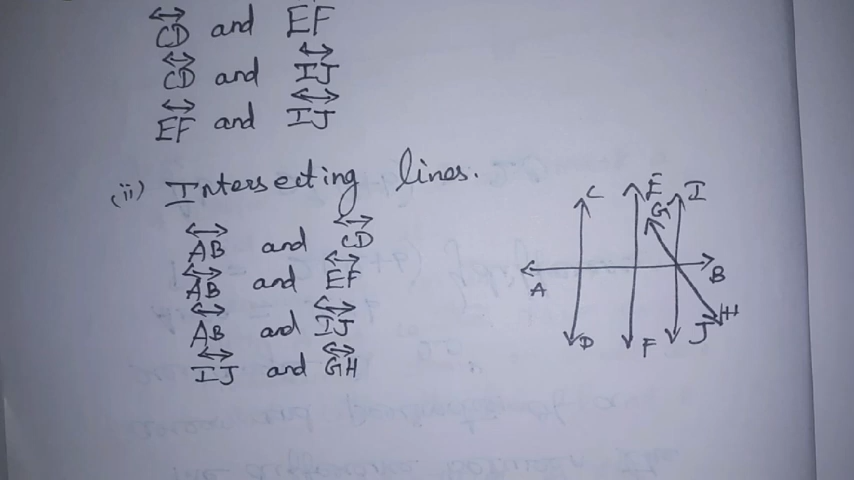 CD and EF
CD and IJ
EF and IJ
(ii) Intersecting lines.
AB and CD
AB and EF
AB and IJ
IJ and GH
C E G I
A B
D F J H